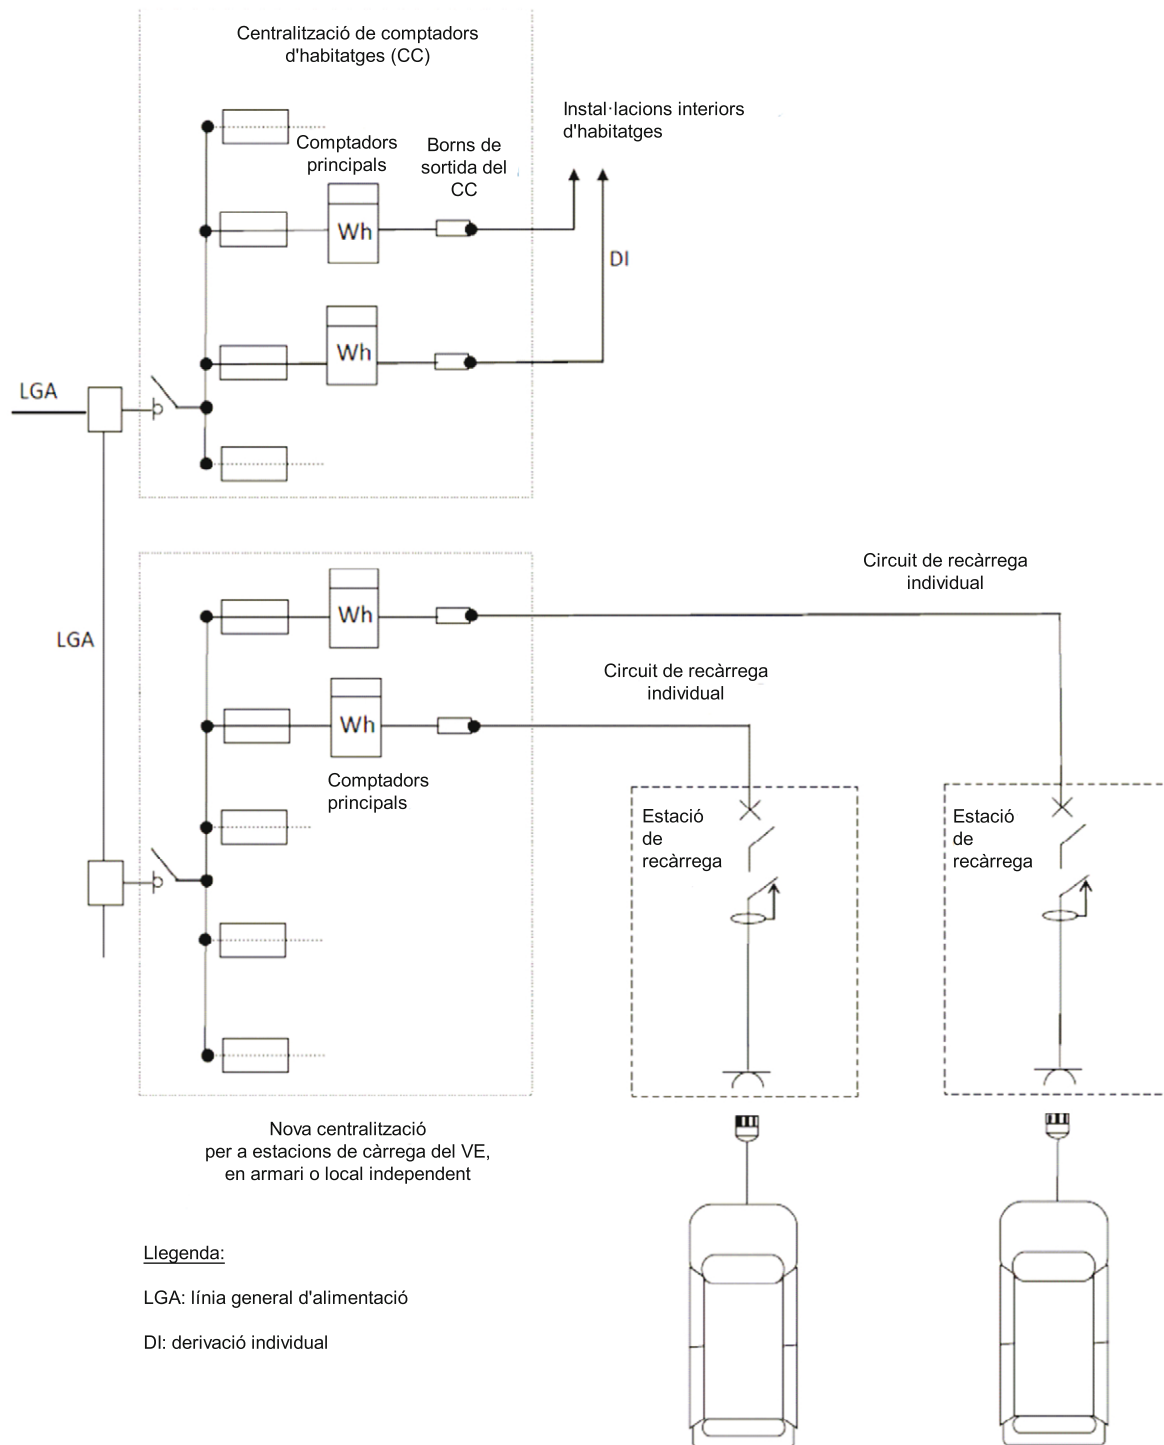 Centralització de comptadors
d'habitatges (CC)
Instal·lacions interiors
d'habitatges
Comptadors
principals
Borns de
sortida del
CC
Wh
DI
Wh
LGA
Circuit de recàrrega
individual
Wh
LGA
Circuit de recàrrega
individual
Wh
Comptadors
principals
Estació
de
recàrrega
Estació
de
recàrrega
Nova centralització
per a estacions de càrrega del VE,
en armari o local independent
Llegenda:
LGA: línia general d'alimentació
DI: derivació individual